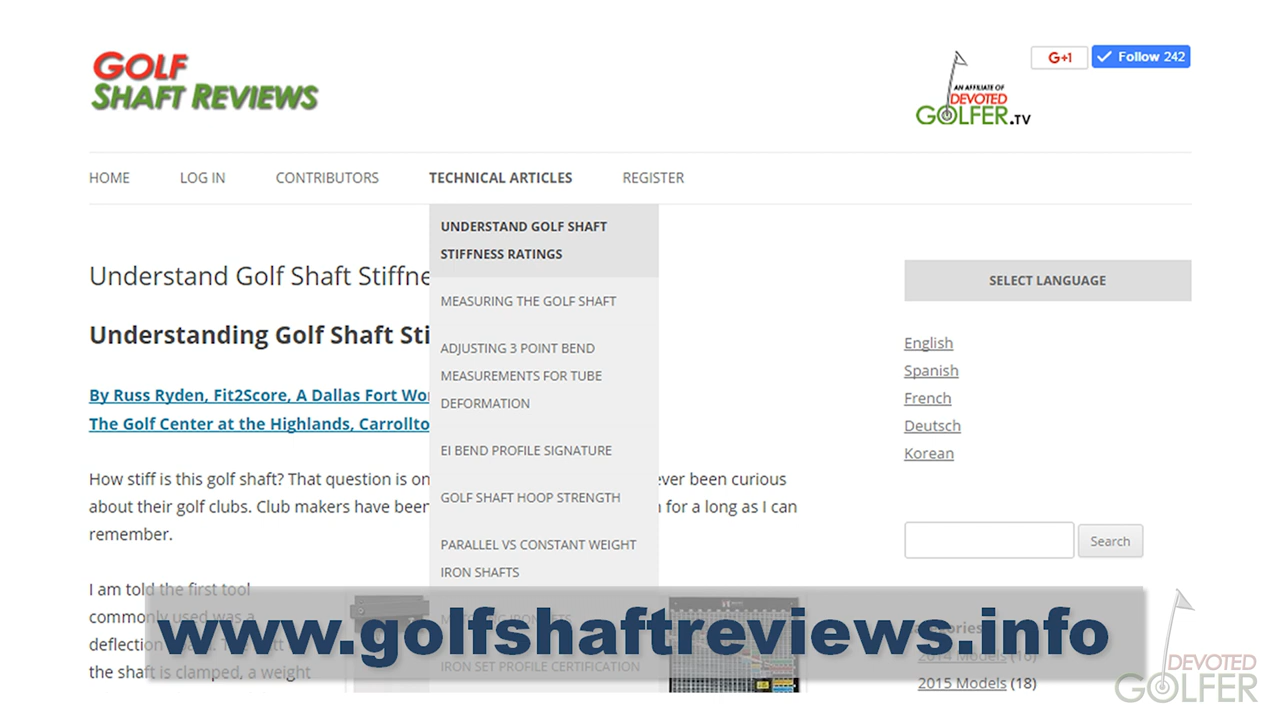 GOLF
SHAFT REVIEWS
AN AFFILIATE OF
DEVOTED
GOLFER.TV
G+1
Follow 242
HOME
LOG IN
CONTRIBUTORS
TECHNICAL ARTICLES
REGISTER
UNDERSTAND GOLF SHAFT
STIFFNESS RATINGS
MEASURING THE GOLF SHAFT
ADJUSTING 3 POINT BEND
MEASUREMENTS FOR TUBE
DEFORMATION
EI BEND PROFILE SIGNATURE
GOLF SHAFT HOOP STRENGTH
PARALLEL VS CONSTANT WEIGHT
IRON SHAFTS
IRON SET PROFILE CERTIFICATION
Understand Golf Shaft Stiffne
Understanding Golf Shaft Sti
By Russ Ryden, Fit2Score, A Dallas Fort Wo
The Golf Center at the Highlands, Carrollto
How stiff is this golf shaft? That question is on ever been curious
about their golf clubs. Club makers have been for a long as I can
remember.
I am told the first tool
commonly used was a
deflection
the shaft is clamped, a weight
SELECT LANGUAGE
English
Spanish
French
Deutsch
Korean
Search
2014 Models (16)
2015 Models (18)
www.golfshaftreviews.info
DEVOTED
GOLFER